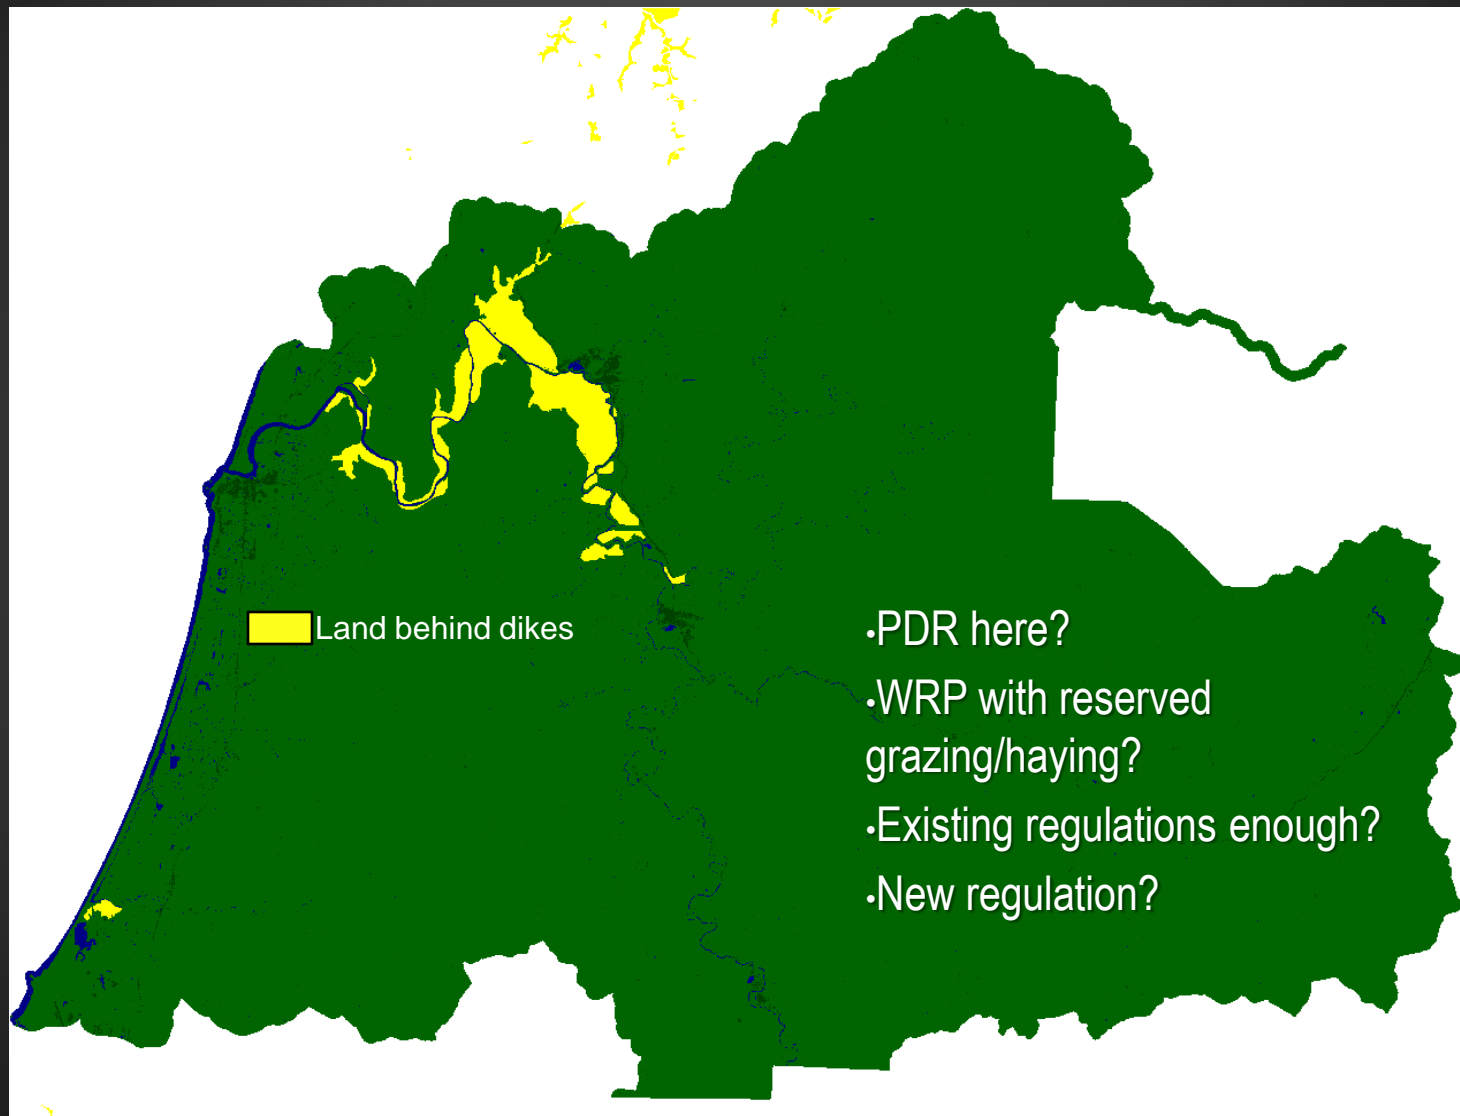 Land behind dikes
•PDR here?
•WRP with reserved
grazing/haying?
•Existing regulations enough?
•New regulation?